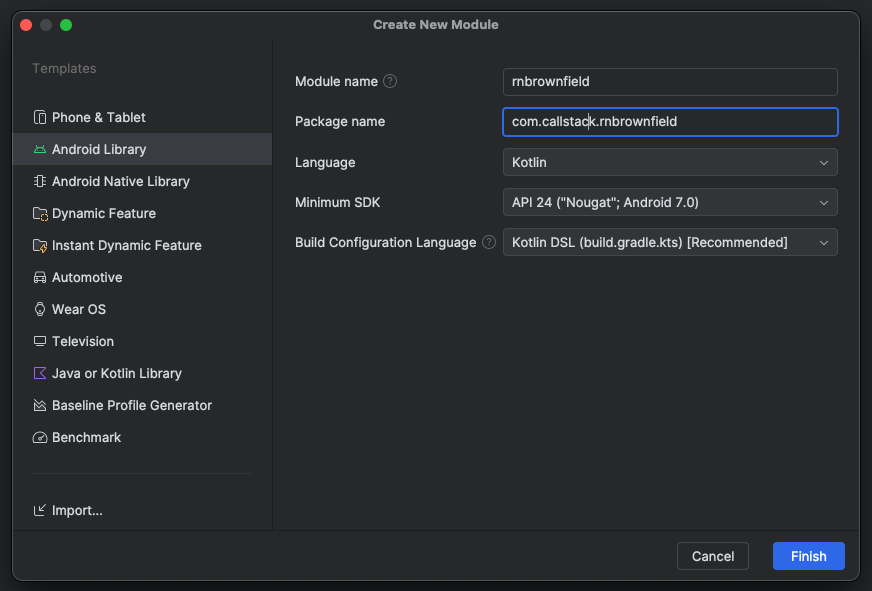 Create New Module
Templates
Phone & Tablet
Android Library
Android Native Library
Dynamic Feature
Instant Dynamic Feature
Automotive
Wear OS
Television
Java or Kotlin Library
Baseline Profile Generator
Benchmark
Import...
Module name ?
rnbrownfield
Package name
com.callstack.rnbrownfield
Language
Kotlin
Minimum SDK
API 24 ("Nougat"; Android 7.0)
Build Configuration Language ?
Kotlin DSL (build.gradle.kts) [Recommended]
Cancel
Finish